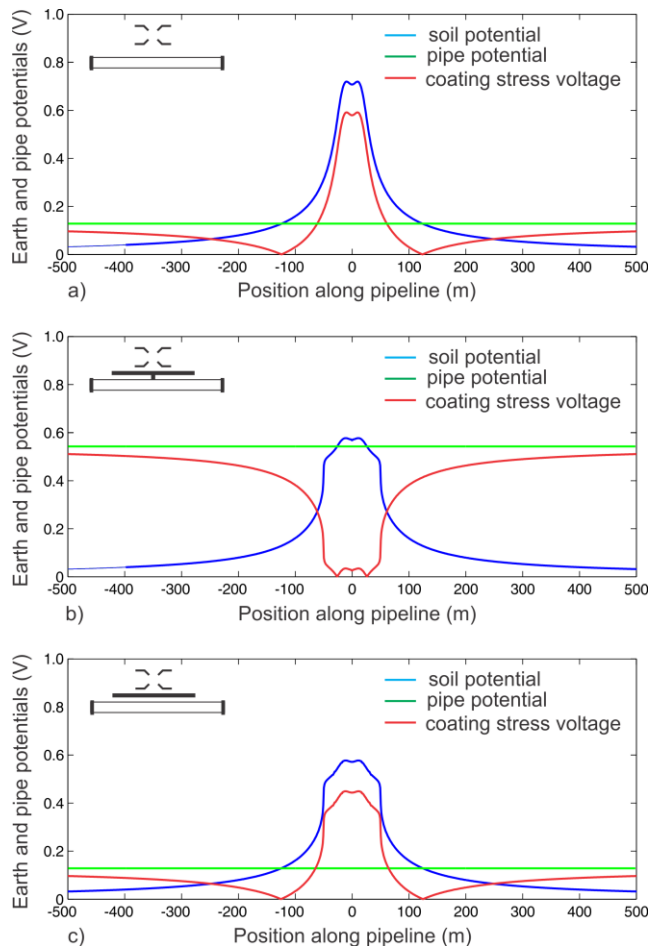 Earth and pipe potentials (V)
1.0
0.8
0.6
0.4
0.2
0
soil potential
pipe potential
coating stress voltage
-500 -400 -300 -200 -100 0 100 200 300 400 500
a)
Position along pipeline (m)
Earth and pipe potentials (V)
1.0
0.8
0.6
0.4
0.2
0
soil potential
pipe potential
coating stress voltage
-500 -400 -300 -200 -100 0 100 200 300 400 500
b)
Position along pipeline (m)
Earth and pipe potentials (V)
1.0
0.8
0.6
0.4
0.2
0
soil potential
pipe potential
coating stress voltage
-500 -400 -300 -200 -100 0 100 200 300 400 500
c)
Position along pipeline (m)